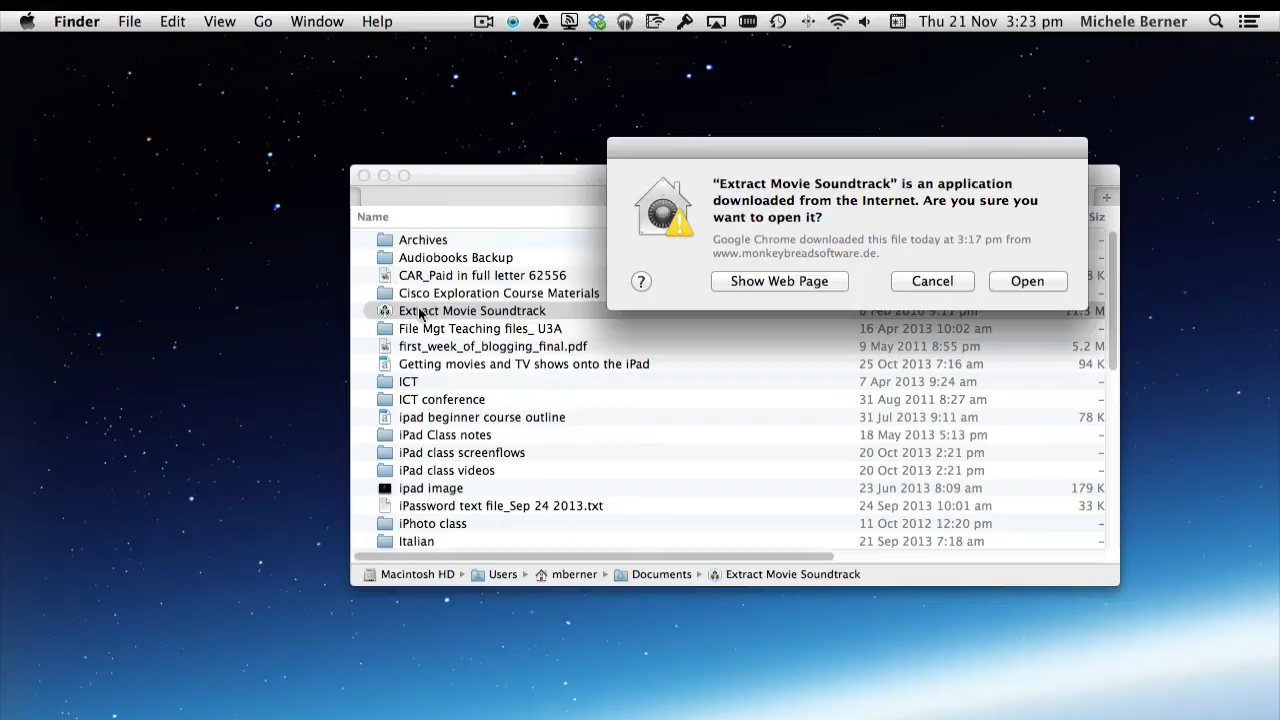 Finder File Edit View Go Window Help Thu 21 Nov 3:23 pm Michele Berner
"Extract Movie Soundtrack" is an application
downloaded from the Internet. Are you sure you
want to open it?
Google Chrome downloaded this file today at 3:17 pm from
www.monkeybreadsoftware.de.
? Show Web Page Cancel Open
Name Siz
Archives –
Audiobooks Backup –
CAR_Paid in full letter 62556 8 K
Cisco Exploration Course Materials –
Extract Movie Soundtrack 6 Feb 2010 9:11 pm 11.3 M
File Mgt Teaching files_ U3A 16 Apr 2013 10:02 am –
first_week_of_blogging_final.pdf 9 May 2011 8:55 pm 5.2 M
Getting movies and TV shows onto the iPad 25 Oct 2013 7:16 am 94 K
ICT 7 Apr 2013 9:24 am –
ICT conference 31 Aug 2011 8:27 am –
ipad beginner course outline 31 Jul 2013 9:11 am 78 K
iPad Class notes 18 May 2013 5:13 pm –
iPad class screenflows 20 Oct 2013 2:21 pm –
iPad class videos 20 Oct 2013 2:21 pm –
ipad image 23 Jun 2013 8:09 am 179 K
iPassword text file_Sep 24 2013.txt 24 Sep 2013 10:01 am 33 K
iPhoto class 11 Oct 2012 12:20 pm –
Italian 21 Sep 2013 7:18 am –
Macintosh HD Users mberner Documents Extract Movie Soundtrack